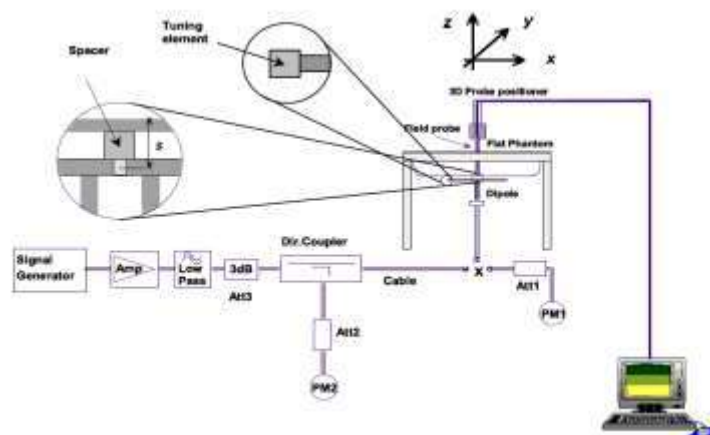 Tuning
element
Spacer
s
z
y
x
3D Probe positioner
Field probe
Flat Phantom
Dipole
Signal
Generator
Amp
Low
Pass
3dB
Att3
Dir.Coupler
Cable
x
Att1
PM1
Att2
PM2